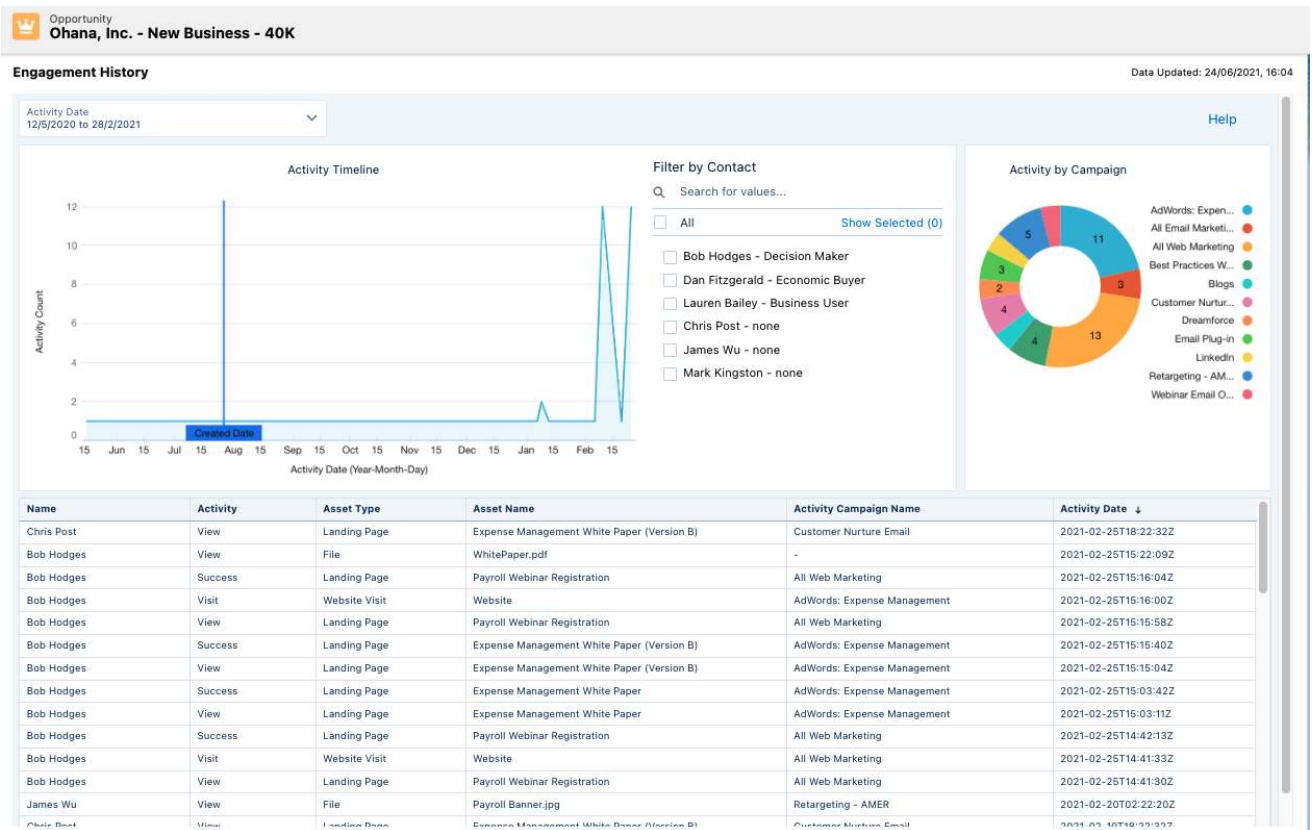 Opportunity
Ohana, Inc. - New Business - 40K
Engagement History
Data Updated: 24/06/2021, 16:04
Activity Date
12/5/2020 to 28/2/2021
Help
Activity Timeline
12
10
8
6
4
2
0
Activity Count
Created Date
15 Jun 15 Jul 15 Aug 15 Sep 15 Oct 15 Nov 15 Dec 15 Jan 15 Feb 15
Activity Date (Year-Month-Day)
Filter by Contact
Search for values...
All Show Selected (0)
Bob Hodges - Decision Maker
Dan Fitzgerald - Economic Buyer
Lauren Bailey - Business User
Chris Post - none
James Wu - none
Mark Kingston - none
Activity by Campaign
11
3
13
4
4
2
3
5
AdWords: Expen...
All Email Marketi...
All Web Marketing
Best Practices W...
Blogs
Customer Nurtur...
Dreamforce
Email Plug-in
LinkedIn
Retargeting - AM...
Webinar Email O...
Name Activity Asset Type Asset Name Activity Campaign Name Activity Date ↓
Chris Post View Landing Page Expense Management White Paper (Version B) Customer Nurture Email 2021-02-25T18:22:32Z
Bob Hodges View File WhitePaper.pdf - 2021-02-25T15:22:09Z
Bob Hodges Success Landing Page Payroll Webinar Registration All Web Marketing 2021-02-25T15:16:04Z
Bob Hodges Visit Website Visit Website AdWords: Expense Management 2021-02-25T15:16:00Z
Bob Hodges View Landing Page Payroll Webinar Registration All Web Marketing 2021-02-25T15:15:58Z
Bob Hodges Success Landing Page Expense Management White Paper (Version B) AdWords: Expense Management 2021-02-25T15:15:40Z
Bob Hodges View Landing Page Expense Management White Paper (Version B) AdWords: Expense Management 2021-02-25T15:15:04Z
Bob Hodges Success Landing Page Expense Management White Paper AdWords: Expense Management 2021-02-25T15:03:42Z
Bob Hodges View Landing Page Expense Management White Paper AdWords: Expense Management 2021-02-25T15:03:11Z
Bob Hodges Success Landing Page Payroll Webinar Registration All Web Marketing 2021-02-25T14:42:13Z
Bob Hodges Visit Website Visit Website All Web Marketing 2021-02-25T14:41:33Z
Bob Hodges View Landing Page Payroll Webinar Registration All Web Marketing 2021-02-25T14:41:30Z
James Wu View File Payroll Banner.jpg Retargeting - AMER 2021-02-20T02:22:20Z
Chris Post View Landing Page Expense Management White Paper (Version B) Customer Nurture Email